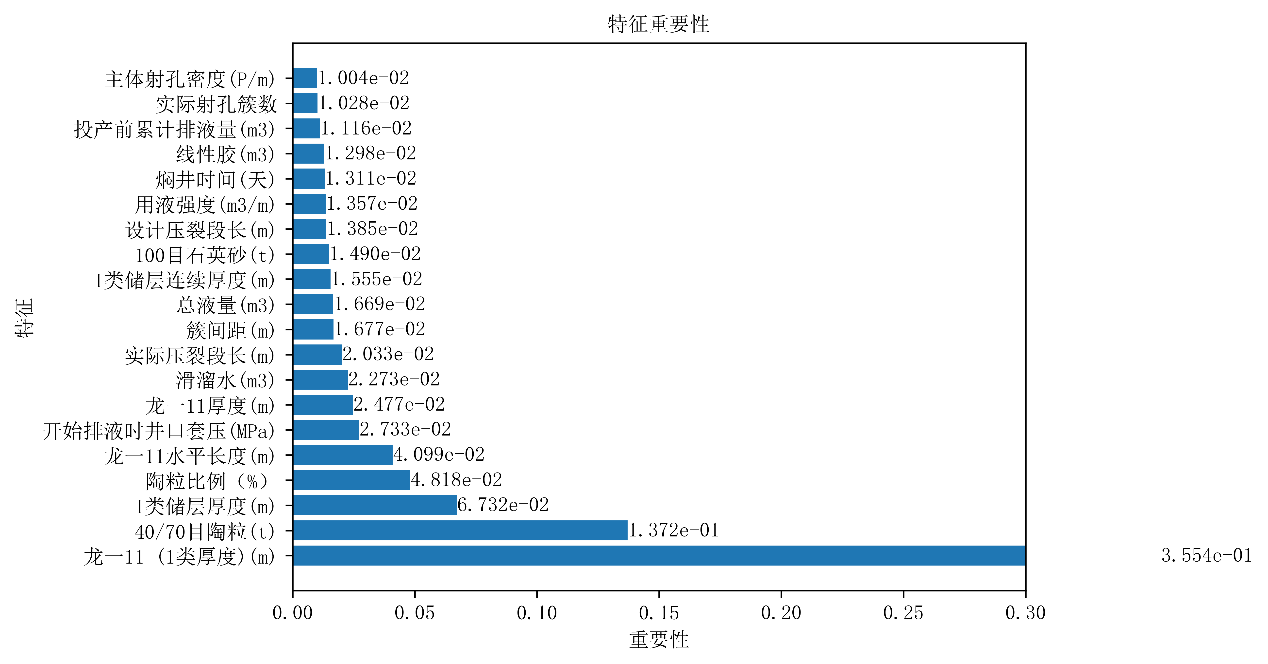 特征重要性
主体射孔密度(P/m) 1.004e-02
实际射孔簇数 1.028e-02
投产前累计排液量(m3) 1.116e-02
线性胶(m3) 1.298e-02
焖井时间(天) 1.311e-02
用液强度(m3/m) 1.357e-02
设计压裂段长(m) 1.385e-02
100目石英砂(t) 1.490e-02
I类储层连续厚度(m) 1.555e-02
总液量(m3) 1.669e-02
簇间距(m) 1.677e-02
实际压裂段长(m) 2.033e-02
滑溜水(m3) 2.273e-02
龙一11厚度(m) 2.477e-02
开始排液时井口套压(MPa) 2.733e-02
龙一11水平长度(m) 4.099e-02
陶粒比例（%） 4.818e-02
I类储层厚度(m) 6.732e-02
40/70目陶粒(t) 1.372e-01
龙一11 (1类厚度)(m) 3.554e-01
特征
0.00 0.05 0.10 0.15 0.20 0.25 0.30
重要性